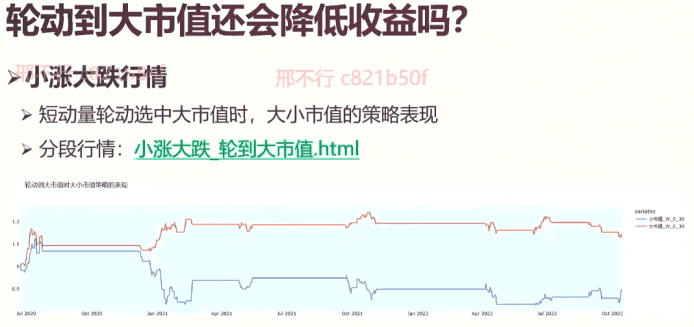 轮动到大市值还会降低收益吗?
邢不行 c821b50f
➢小涨大跌行情
➢ 短动量轮动选中大市值时，大小市值的策略表现
➢ 分段行情：小涨大跌_轮到大市值.html
轮动到大市值时大小市值策略的表现
variable
小市值_W_0_30
大市值_W_0_30
1.2
1.1
1
0.9
Jul 2020 Oct 2020 Jan 2021 Apr 2021 Jul 2021 Oct 2021 Jan 2022 Apr 2022 Jul 2022 Oct 2022